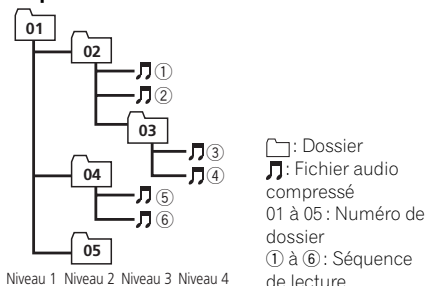 01
02
①
②
03
③
④
04
⑤
⑥
05
Niveau 1 Niveau 2 Niveau 3 Niveau 4
: Dossier
: Fichier audio
compressé
01 à 05 : Numéro de
dossier
① à ⑥ : Séquence
de lecture